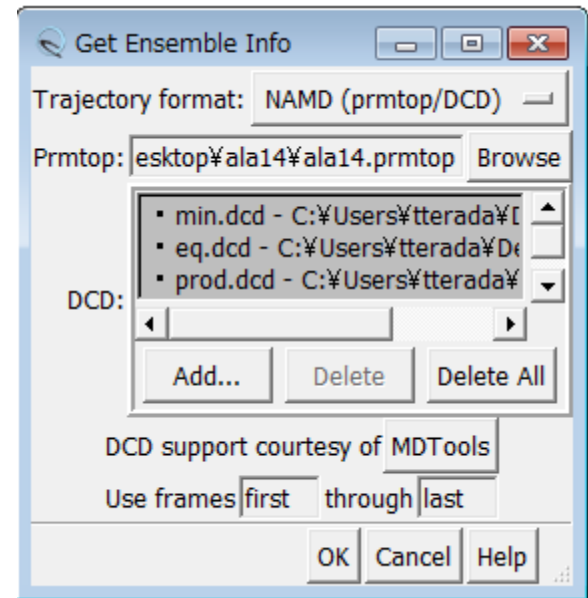 Get Ensemble Info
Trajectory format: NAMD (prmtop/DCD)
Prmtop: esktop¥ala14¥ala14.prmtop Browse
DCD:
▪ min.dcd - C:¥Users¥tterada¥D
▪ eq.dcd - C:¥Users¥tterada¥De
▪ prod.dcd - C:¥Users¥tterada¥
Add... Delete Delete All
DCD support courtesy of MDTools
Use frames first through last
OK Cancel Help